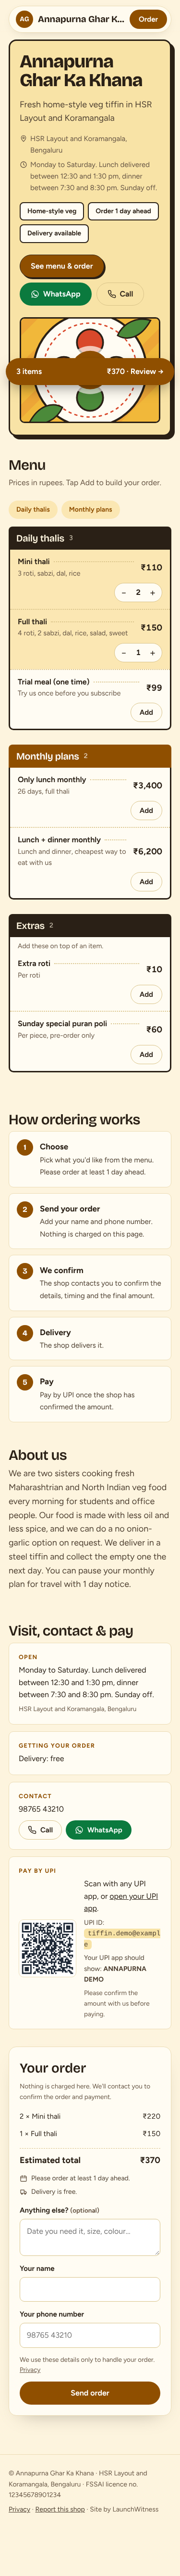 AG Annapurna Ghar K... Order
Annapurna
Ghar Ka Khana
Fresh home-style veg tiffin in HSR
Layout and Koramangala
HSR Layout and Koramangala,
Bengaluru
Monday to Saturday. Lunch delivered
between 12:30 and 1:30 pm, dinner
between 7:30 and 8:30 pm. Sunday off.
Home-style veg Order 1 day ahead
Delivery available
See menu & order
WhatsApp Call
3 items ₹370 · Review →
Menu
Prices in rupees. Tap Add to build your order.
Daily thalis Monthly plans
Daily thalis 3
Mini thali ₹110
3 roti, sabzi, dal, rice
− 2 +
Full thali ₹150
4 roti, 2 sabzi, dal, rice, salad, sweet
− 1 +
Trial meal (one time) ₹99
Try us once before you subscribe
Add
Monthly plans 2
Only lunch monthly ₹3,400
26 days, full thali
Add
Lunch + dinner monthly ₹6,200
Lunch and dinner, cheapest way to
eat with us
Add
Extras 2
Add these on top of an item.
Extra roti ₹10
Per roti
Add
Sunday special puran poli ₹60
Per piece, pre-order only
Add
How ordering works
1 Choose
Pick what you'd like from the menu.
Please order at least 1 day ahead.
2 Send your order
Add your name and phone number.
Nothing is charged on this page.
3 We confirm
The shop contacts you to confirm the
details, timing and the final amount.
4 Delivery
The shop delivers it.
5 Pay
Pay by UPI once the shop has
confirmed the amount.
About us
We are two sisters cooking fresh
Maharashtrian and North Indian veg food
every morning for students and office
people. Our food is made with less oil and
less spice, and we can do a no onion-
garlic option on request. We deliver in a
steel tiffin and collect the empty one the
next day. You can pause your monthly
plan for travel with 1 day notice.
Visit, contact & pay
OPEN
Monday to Saturday. Lunch delivered
between 12:30 and 1:30 pm, dinner
between 7:30 and 8:30 pm. Sunday off.
HSR Layout and Koramangala, Bengaluru
GETTING YOUR ORDER
Delivery: free
CONTACT
98765 43210
Call WhatsApp
PAY BY UPI
Scan with any UPI
app, or open your UPI
app.
UPI ID:
tiffin.demo@exampl
e
Your UPI app should
show: ANNAPURNA
DEMO
Please confirm the
amount with us before
paying.
Your order
Nothing is charged here. We'll contact you to
confirm the order and payment.
2 × Mini thali ₹220
1 × Full thali ₹150
Estimated total ₹370
Please order at least 1 day ahead.
Delivery is free.
Anything else? (optional)
Date you need it, size, colour...
Your name
Your phone number
98765 43210
We use these details only to handle your order.
Privacy
Send order
© Annapurna Ghar Ka Khana · HSR Layout and
Koramangala, Bengaluru · FSSAI licence no.
12345678901234
Privacy · Report this shop · Site by LaunchWitness